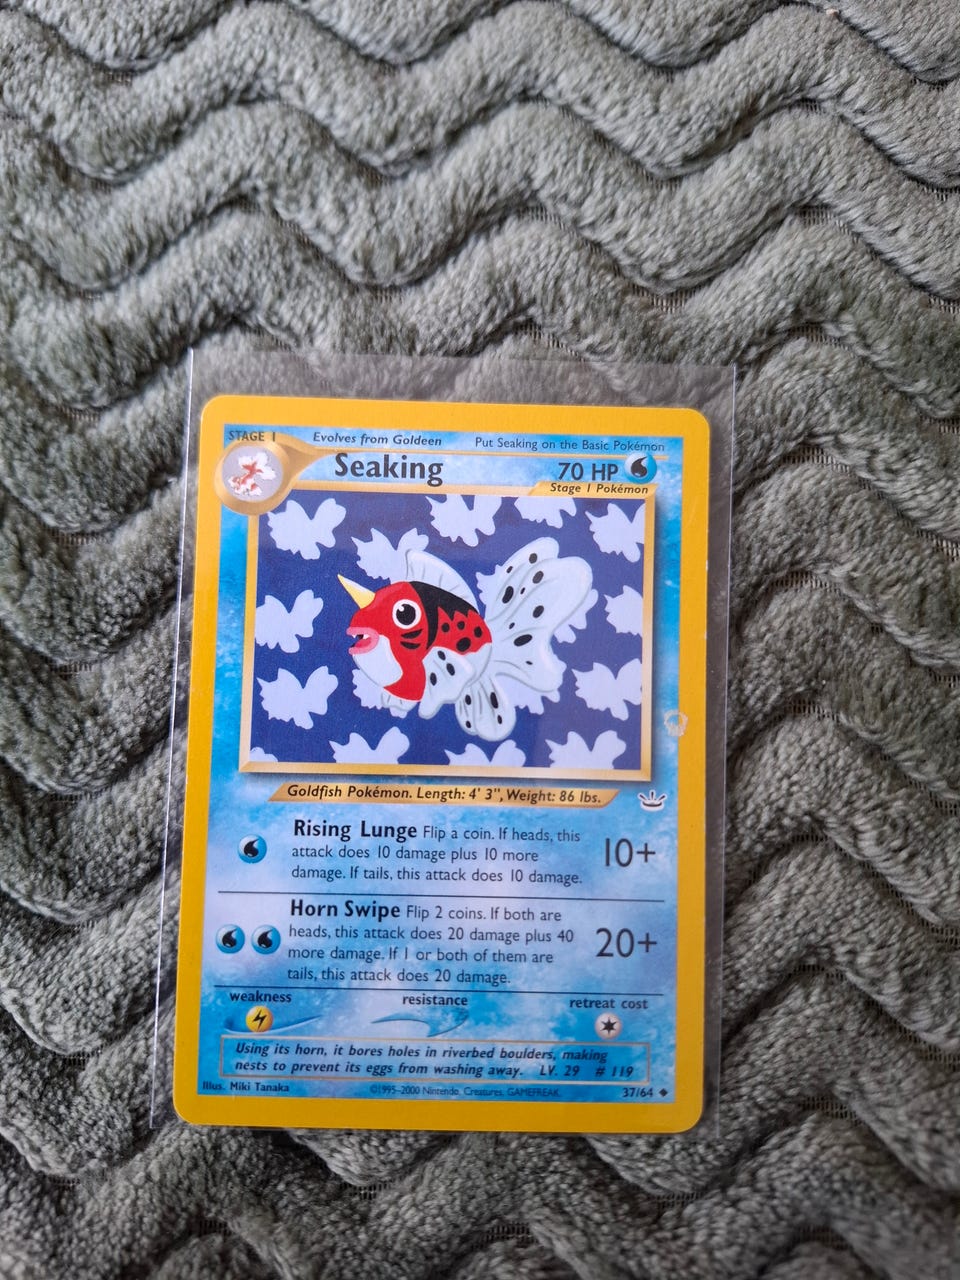 STAGE 1 Evolves from Goldeen Put Seaking on the Basic Pokémon
Seaking 70 HP
Stage 1 Pokémon
Goldfish Pokémon. Length: 4' 3", Weight: 86 lbs.
Rising Lunge Flip a coin. If heads, this
attack does 10 damage plus 10 more
damage. If tails, this attack does 10 damage.
10+
Horn Swipe Flip 2 coins. If both are
heads, this attack does 20 damage plus 40
more damage. If 1 or both of them are
tails, this attack does 20 damage.
20+
weakness resistance retreat cost
Using its horn, it bores holes in riverbed boulders, making
nests to prevent its eggs from washing away. LV. 29 # 119
Illus. Miki Tanaka ©1995-2000 Nintendo, Creatures, GAMEFREAK. 37/64